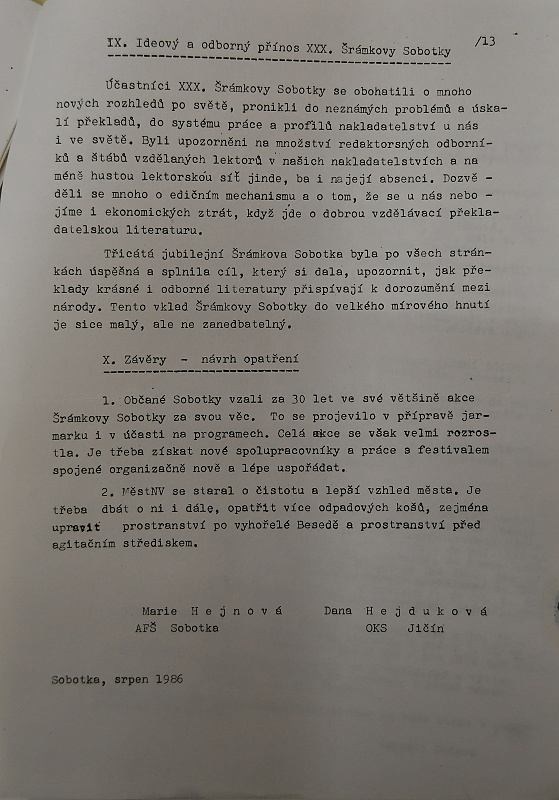 /13
IX. Ideový a odborný přínos XXX. Šrámkovy Sobotky
Účastníci XXX. Šrámkovy Sobotky se obohatili o mnoho
nových rozhledů po světě, pronikli do neznámých problémů a úska-
lí překladů, do systému práce a profilů nakladatelství u nás
i ve světě. Byli upozorněni na množství redaktorsných odborní-
ků a štábů vzdělaných lektorů v našich nakladatelstvích a na
méně hustou lektorskou síť jinde, ba i na její absenci. Dozvě -
děli se mnoho o edičním mechanismu a o tom, že se u nás nebo -
jíme i ekonomických ztrát, když jde o dobrou vzdělávací překla-
datelskou literaturu.
Třicátá jubilejní Šrámkova Sobotka byla po všech strán-
kách úspěšná a splnila cíl, který si dala, upozornit, jak pře-
klady krásné i odborné literatury přispívají k dorozumění mezi
národy. Tento vklad Šrámkovy Sobotky do velkého mírového hnutí
je sice malý, ale ne zanedbatelný.
X. Závěry - návrh opatření
1. Občané Sobotky vzali za 30 let ve své většině akce
Šrámkovy Sobotky za svou věc. To se projevilo v přípravě jar-
marku i v účasti na programech. Celá akce se však velmi rozros-
tla. Je třeba získat nové spolupracovníky a práce s festivalem
spojené organizačně nově a lépe uspořádat.
2. MěstNV se staral o čistotu a lepší vzhled města. Je
třeba dbát o ni i dále, opatřit více odpadových košů, zejména
upravit prostranství po vyhořelé Besedě a prostranství před
agitačním střediskem.
Marie H e j n o v á Dana H e j d u k o v á
AFŠ Sobotka OKS Jičín
Sobotka, srpen 1986